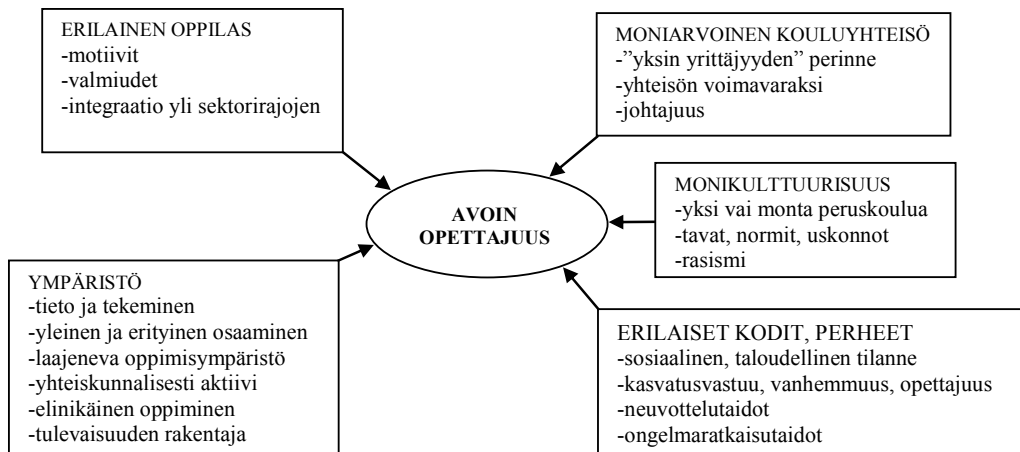 ERILAINEN OPPILAS
-motiivit
-valmiudet
-integraatio yli sektorirajojen
MONIARVOINEN KOULUYHTEISÖ
-”yksin yrittäjyyden” perinne
-yhteisön voimavaraksi
-johtajuus
AVOIN
OPETTAJUUS
MONIKULTTUURISUUS
-yksi vai monta peruskoulua
-tavat, normit, uskonnot
-rasismi
YMPÄRISTÖ
-tieto ja tekeminen
-yleinen ja erityinen osaaminen
-laajeneva oppimisympäristö
-yhteiskunnalisesti aktiivi
-elinikäinen oppiminen
-tulevaisuuden rakentaja
ERILAISET KODIT, PERHEET
-sosiaalinen, taloudellinen tilanne
-kasvatusvastuu, vanhemmuus, opettajuus
-neuvottelutaidot
-ongelmaratkaisutaidot